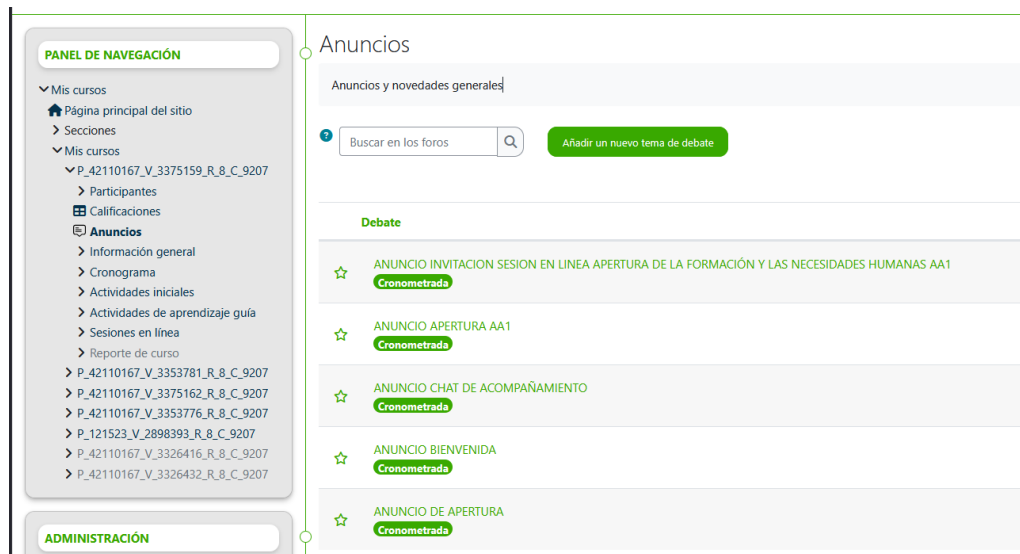 PANEL DE NAVEGACIÓN
Mis cursos
Página principal del sitio
Secciones
Mis cursos
P_42110167_V_3375159_R_8_C_9207
Participantes
Calificaciones
Anuncios
Información general
Cronograma
Actividades iniciales
Actividades de aprendizaje guía
Sesiones en línea
Reporte de curso
P_42110167_V_3353781_R_8_C_9207
P_42110167_V_3375162_R_8_C_9207
P_42110167_V_3353776_R_8_C_9207
P_121523_V_2898393_R_8_C_9207
P_42110167_V_3326416_R_8_C_9207
P_42110167_V_3326432_R_8_C_9207
ADMINISTRACIÓN
Anuncios
Anuncios y novedades generales
? Buscar en los foros Añadir un nuevo tema de debate
Debate
ANUNCIO INVITACION SESION EN LINEA APERTURA DE LA FORMACIÓN Y LAS NECESIDADES HUMANAS AA1
Cronometrada
ANUNCIO APERTURA AA1
Cronometrada
ANUNCIO CHAT DE ACOMPAÑAMIENTO
Cronometrada
ANUNCIO BIENVENIDA
Cronometrada
ANUNCIO DE APERTURA
Cronometrada